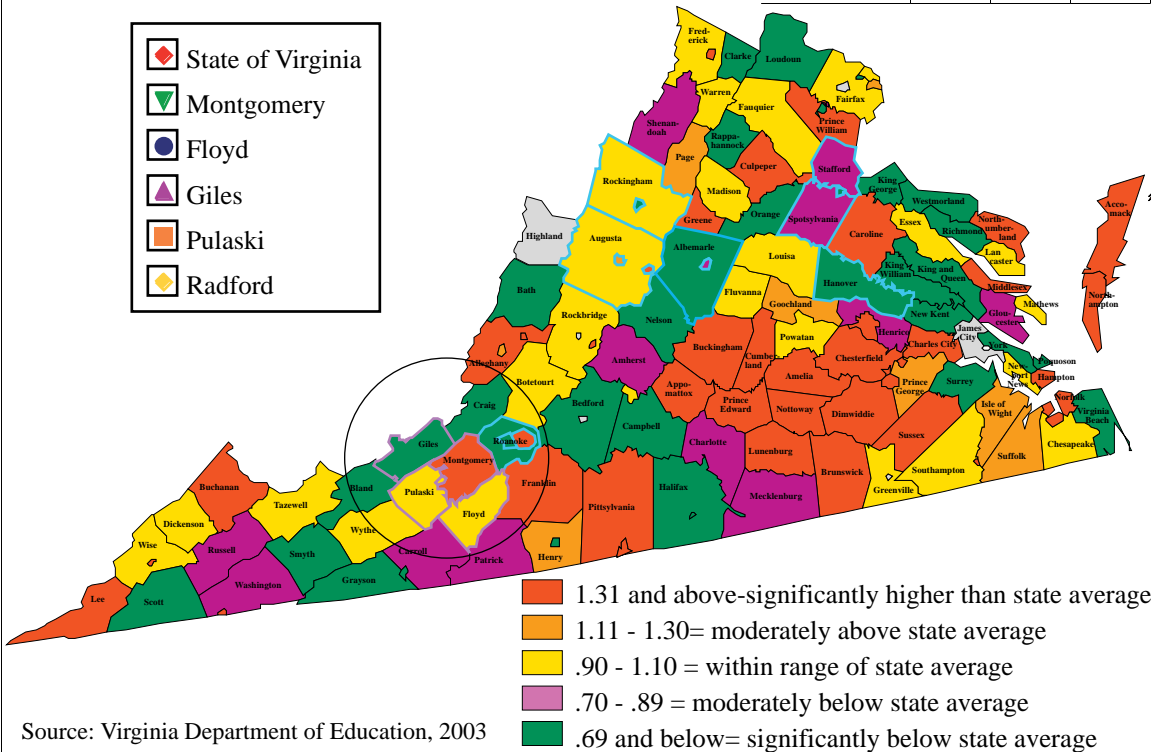 State of Virginia
Montgomery
Floyd
Giles
Pulaski
Radford
Fred-
erick
Clarke
Loudoun
Warren
Fauquier
Fairfax
Shenan-
doah
Prince
William
Rappa-
hannock
Page
Culpeper
Stafford
Rockingham
Madison
King
George
Westmorland
Acco-
mack
Greene
Orange
Spotsylvania
Essex
Richmond
North-
umber-
land
Highland
Augusta
Albemarle
Caroline
Lan
caster
Louisa
King
William
King and
Queen
Bath
Fluvanna
Hanover
Middlesex
North-
ampton
Goochland
Mathews
Rockbridge
Nelson
New Kent
Glou-
cester
Henrice
James
City
Buckingham
Powatan
Charles City
York
Alleghany
Amherst
Cumber-
land
Chesterfield
Poquoson
New-
port
News
Hampton
Botetourt
Appo-
mattox
Amelia
Prince
George
Surrey
Craig
Bedford
Prince
Edward
Nottoway
Dimwiddie
Isle of
Wight
Norfolk
Virginia
Beach
Campbell
Giles
Roanoke
Charlotte
Sussex
Chesapeake
Montgomery
Lunenburg
Suffolk
Buchanan
Bland
Pulaski
Franklin
Halifax
Brunswick
Southampton
Tazewell
Floyd
Pittsylvania
Mecklenburg
Greenville
Dickenson
Wythe
Wise
Russell
Smyth
Carroll
Patrick
Henry
Washington
Grayson
Lee
Scott
1.31 and above-significantly higher than state average
1.11 - 1.30= moderately above state average
.90 - 1.10 = within range of state average
.70 - .89 = moderately below state average
.69 and below= significantly below state average
Source: Virginia Department of Education, 2003